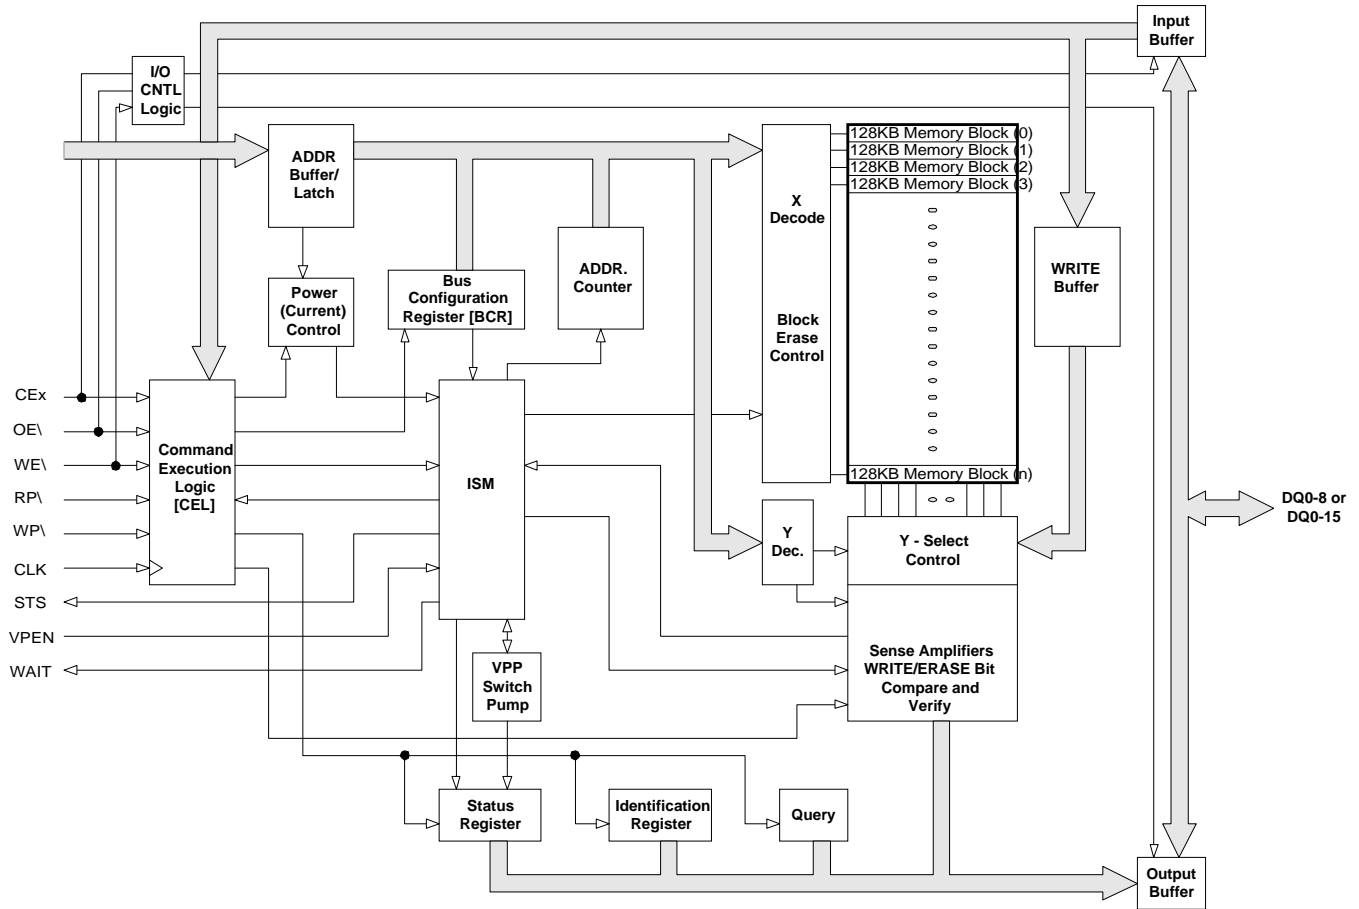 Input
Buffer
I/O
CNTL
Logic
ADDR
Buffer/
Latch
128KB Memory Block (0)
128KB Memory Block (1)
128KB Memory Block (2)
128KB Memory Block (3)
X
Decode
Block
Erase
Control
WRITE
Buffer
ADDR.
Counter
Bus
Configuration
Register [BCR]
Power
(Current)
Control
CEx
OE\
WE\
RP\
WP\
CLK
STS
VPEN
WAIT
Command
Execution
Logic
[CEL]
ISM
128KB Memory Block (n)
Y
Dec.
Y - Select
Control
DQ0-8 or
DQ0-15
VPP
Switch
Pump
Sense Amplifiers
WRITE/ERASE Bit
Compare and
Verify
Status
Register
Identification
Register
Query
Output
Buffer